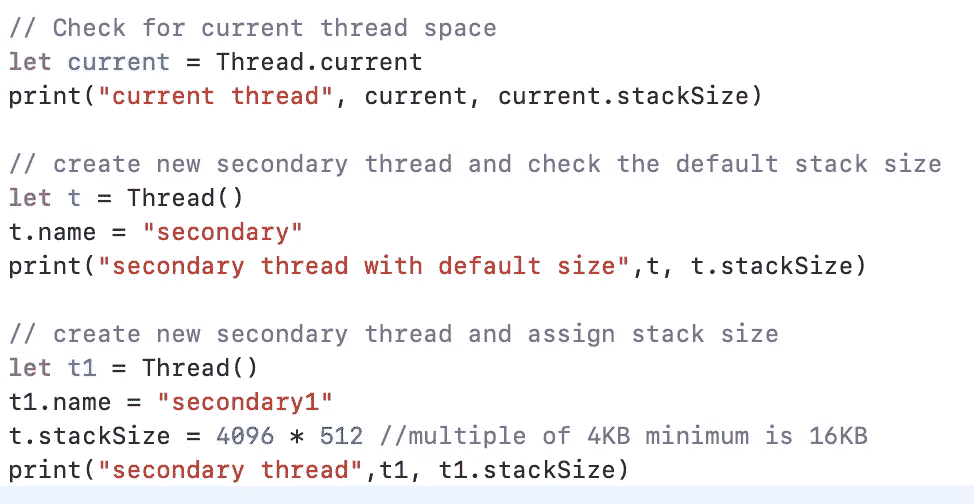 // Check for current thread space
let current = Thread.current
print("current thread", current, current.stackSize)
// create new secondary thread and check the default stack size
let t = Thread()
t.name = "secondary"
print("secondary thread with default size",t, t.stackSize)
// create new secondary thread and assign stack size
let t1 = Thread()
t1.name = "secondary1"
t.stackSize = 4096 * 512 //multiple of 4KB minimum is 16KB
print("secondary thread",t1, t1.stackSize)